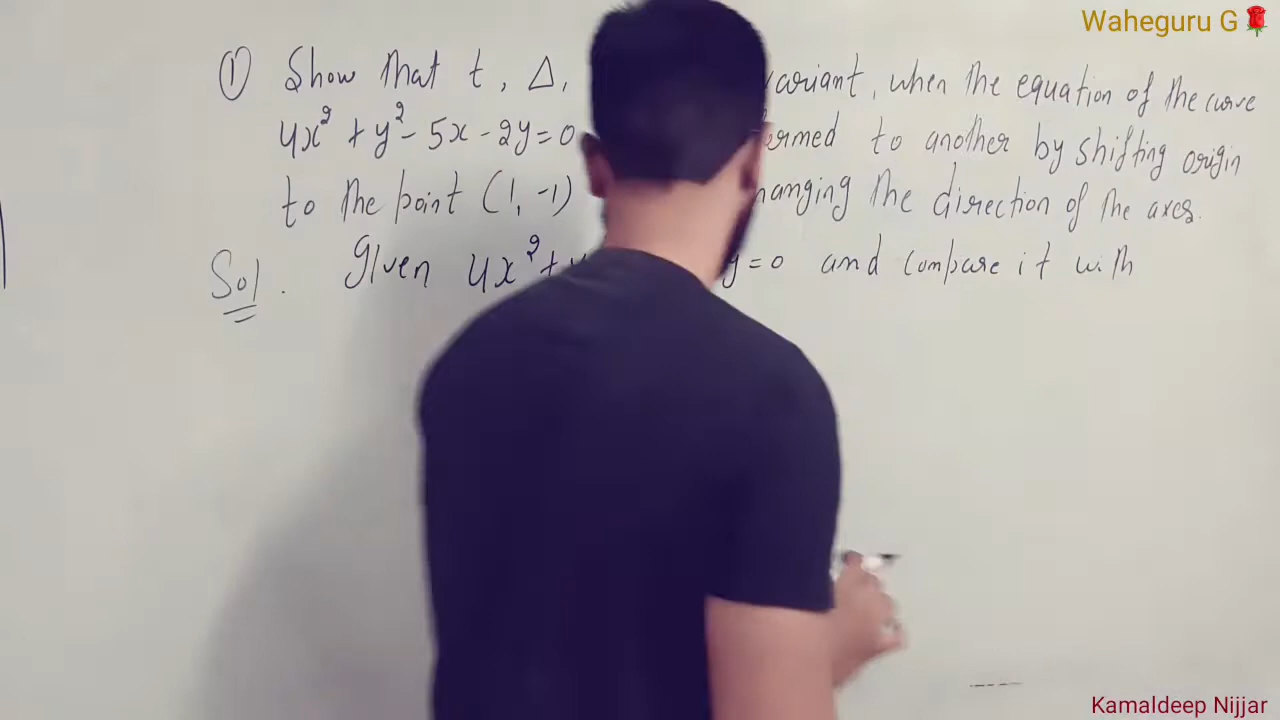 Waheguru G🌹
① Show that t, Δ, variant, when the equation of the curve
4x² + y² - 5x - 2y = 0 to another by shifting origin
to the point (1, -1) the direction of the axes.
Sol. Given 4x² + y = 0 and compare it with
Kamaldeep Nijjar